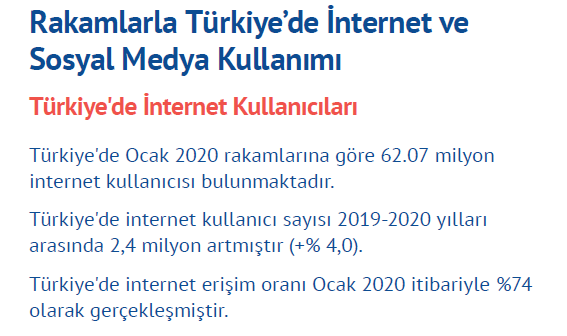 Rakamlarla Türkiye’de İnternet ve
Sosyal Medya Kullanımı
Türkiye'de İnternet Kullanıcıları
Türkiye'de Ocak 2020 rakamlarına göre 62.07 milyon
internet kullanıcısı bulunmaktadır.
Türkiye'de internet kullanıcı sayısı 2019-2020 yılları
arasında 2,4 milyon artmıştır (+% 4,0).
Türkiye'de internet erişim oranı Ocak 2020 itibariyle %74
olarak gerçekleşmiştir.